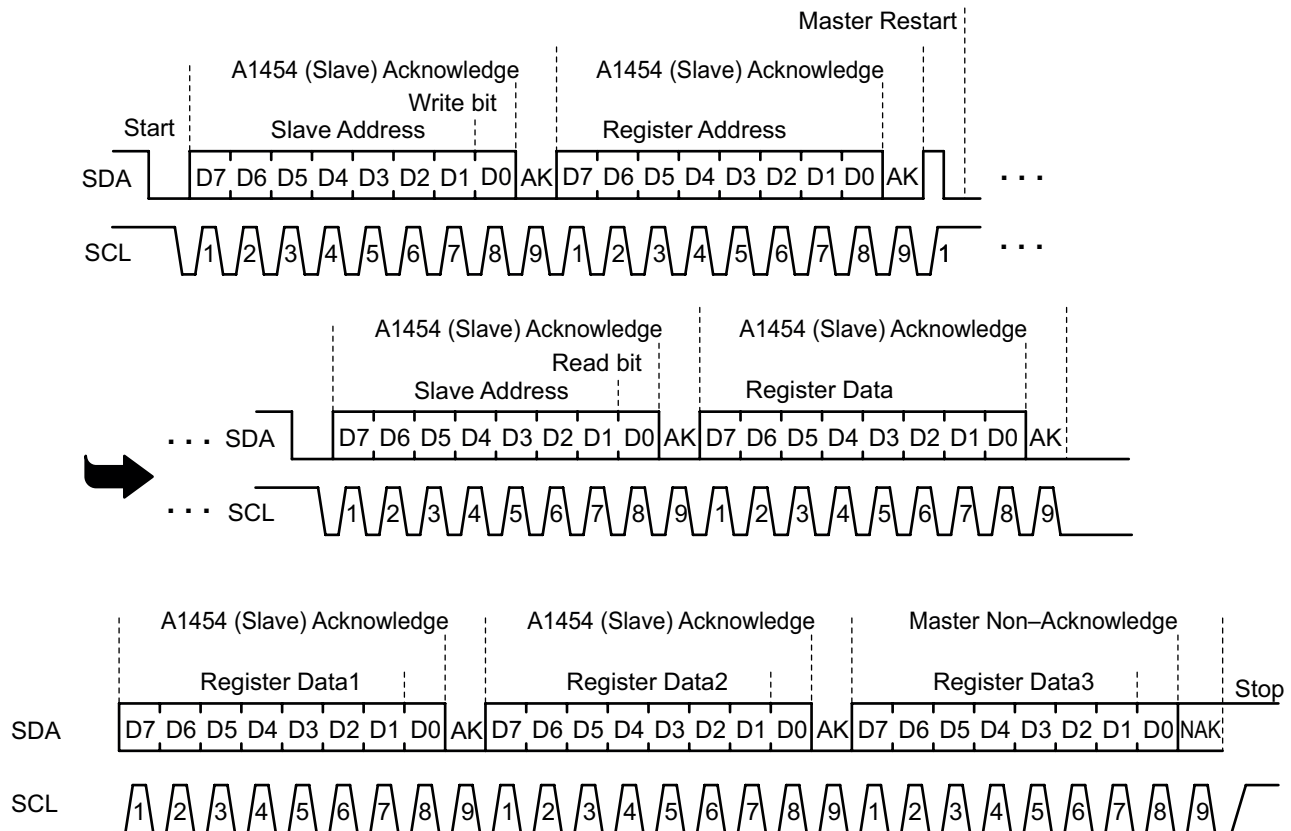 Master Restart
A1454 (Slave) Acknowledge A1454 (Slave) Acknowledge
Write bit
Start Slave Address Register Address
SDA D7 D6 D5 D4 D3 D2 D1 D0 AK D7 D6 D5 D4 D3 D2 D1 D0 AK . . .
SCL 1 2 3 4 5 6 7 8 9 1 2 3 4 5 6 7 8 9 1 . . .
A1454 (Slave) Acknowledge A1454 (Slave) Acknowledge
Read bit
Slave Address Register Data
. . . SDA D7 D6 D5 D4 D3 D2 D1 D0 AK D7 D6 D5 D4 D3 D2 D1 D0 AK
. . . SCL 1 2 3 4 5 6 7 8 9 1 2 3 4 5 6 7 8 9
A1454 (Slave) Acknowledge A1454 (Slave) Acknowledge Master Non–Acknowledge
Register Data1 Register Data2 Register Data3 Stop
SDA D7 D6 D5 D4 D3 D2 D1 D0 AK D7 D6 D5 D4 D3 D2 D1 D0 AK D7 D6 D5 D4 D3 D2 D1 D0 NAK
SCL 1 2 3 4 5 6 7 8 9 1 2 3 4 5 6 7 8 9 1 2 3 4 5 6 7 8 9